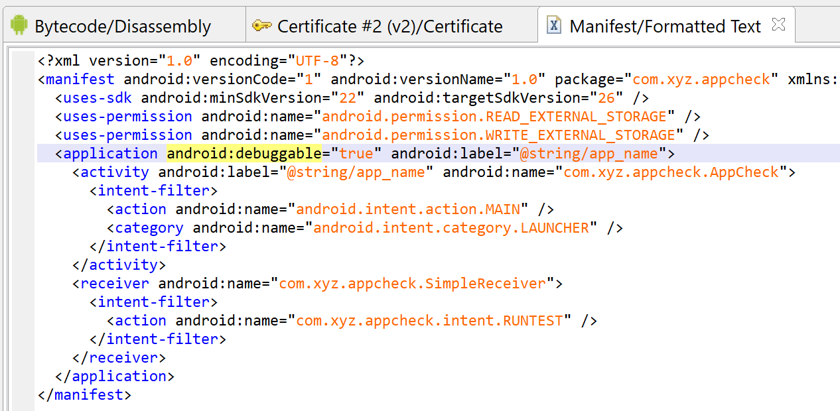 Bytecode/Disassembly Certificate #2 (v2)/Certificate Manifest/Formatted Text
<?xml version="1.0" encoding="UTF-8"?>
<manifest android:versionCode="1" android:versionName="1.0" package="com.xyz.appcheck" xmlns:
<uses-sdk android:minSdkVersion="22" android:targetSdkVersion="26" />
<uses-permission android:name="android.permission.READ_EXTERNAL_STORAGE" />
<uses-permission android:name="android.permission.WRITE_EXTERNAL_STORAGE" />
<application android:debuggable="true" android:label="@string/app_name">
<activity android:label="@string/app_name" android:name="com.xyz.appcheck.AppCheck">
<intent-filter>
<action android:name="android.intent.action.MAIN" />
<category android:name="android.intent.category.LAUNCHER" />
</intent-filter>
</activity>
<receiver android:name="com.xyz.appcheck.SimpleReceiver">
<intent-filter>
<action android:name="com.xyz.appcheck.intent.RUNTEST" />
</intent-filter>
</receiver>
</application>
</manifest>